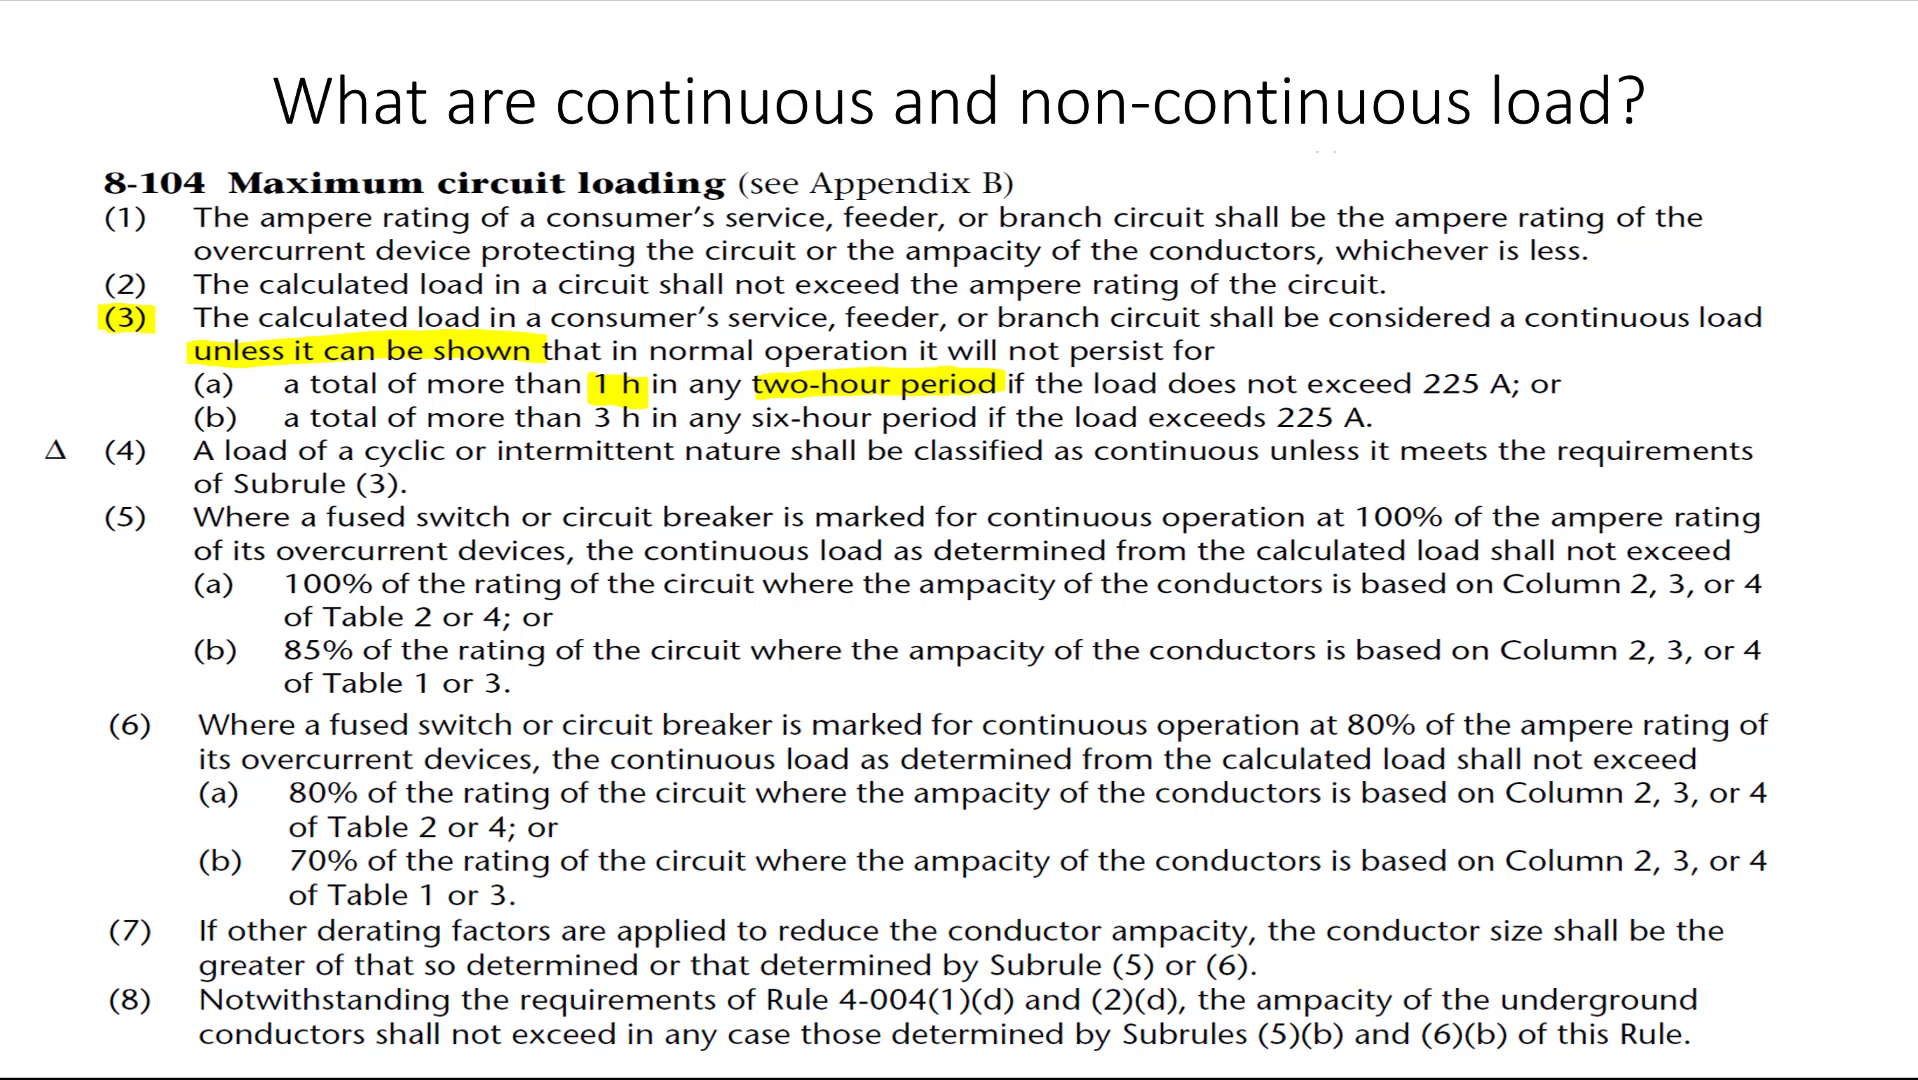 What are continuous and non-continuous load?
8-104 Maximum circuit loading (see Appendix B)
(1) The ampere rating of a consumer's service, feeder, or branch circuit shall be the ampere rating of the
overcurrent device protecting the circuit or the ampacity of the conductors, whichever is less.
(2) The calculated load in a circuit shall not exceed the ampere rating of the circuit.
(3) The calculated load in a consumer's service, feeder, or branch circuit shall be considered a continuous load
unless it can be shown that in normal operation it will not persist for
(a) a total of more than 1 h in any two-hour period if the load does not exceed 225 A; or
(b) a total of more than 3 h in any six-hour period if the load exceeds 225 A.
Δ (4) A load of a cyclic or intermittent nature shall be classified as continuous unless it meets the requirements
of Subrule (3).
(5) Where a fused switch or circuit breaker is marked for continuous operation at 100% of the ampere rating
of its overcurrent devices, the continuous load as determined from the calculated load shall not exceed
(a) 100% of the rating of the circuit where the ampacity of the conductors is based on Column 2, 3, or 4
of Table 2 or 4; or
(b) 85% of the rating of the circuit where the ampacity of the conductors is based on Column 2, 3, or 4
of Table 1 or 3.
(6) Where a fused switch or circuit breaker is marked for continuous operation at 80% of the ampere rating of
its overcurrent devices, the continuous load as determined from the calculated load shall not exceed
(a) 80% of the rating of the circuit where the ampacity of the conductors is based on Column 2, 3, or 4
of Table 2 or 4; or
(b) 70% of the rating of the circuit where the ampacity of the conductors is based on Column 2, 3, or 4
of Table 1 or 3.
(7) If other derating factors are applied to reduce the conductor ampacity, the conductor size shall be the
greater of that so determined or that determined by Subrule (5) or (6).
(8) Notwithstanding the requirements of Rule 4-004(1)(d) and (2)(d), the ampacity of the underground
conductors shall not exceed in any case those determined by Subrules (5)(b) and (6)(b) of this Rule.